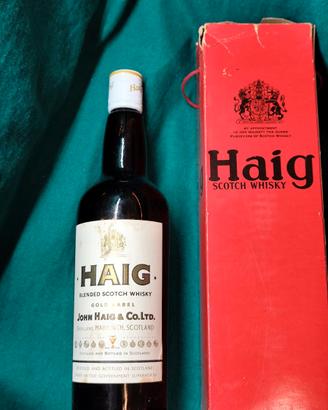 Haig
HAIG
BLENDED SCOTCH WHISKY
GOLD LABEL
JOHN HAIG & CO. LTD.
MARKINCH, SCOTLAND
DISTILLED AND BOTTLED IN SCOTLAND
BY APPOINTMENT
TO HER MAJESTY THE QUEEN
PURVEYORS OF SCOTCH WHISKY
Haig
SCOTCH WHISKY